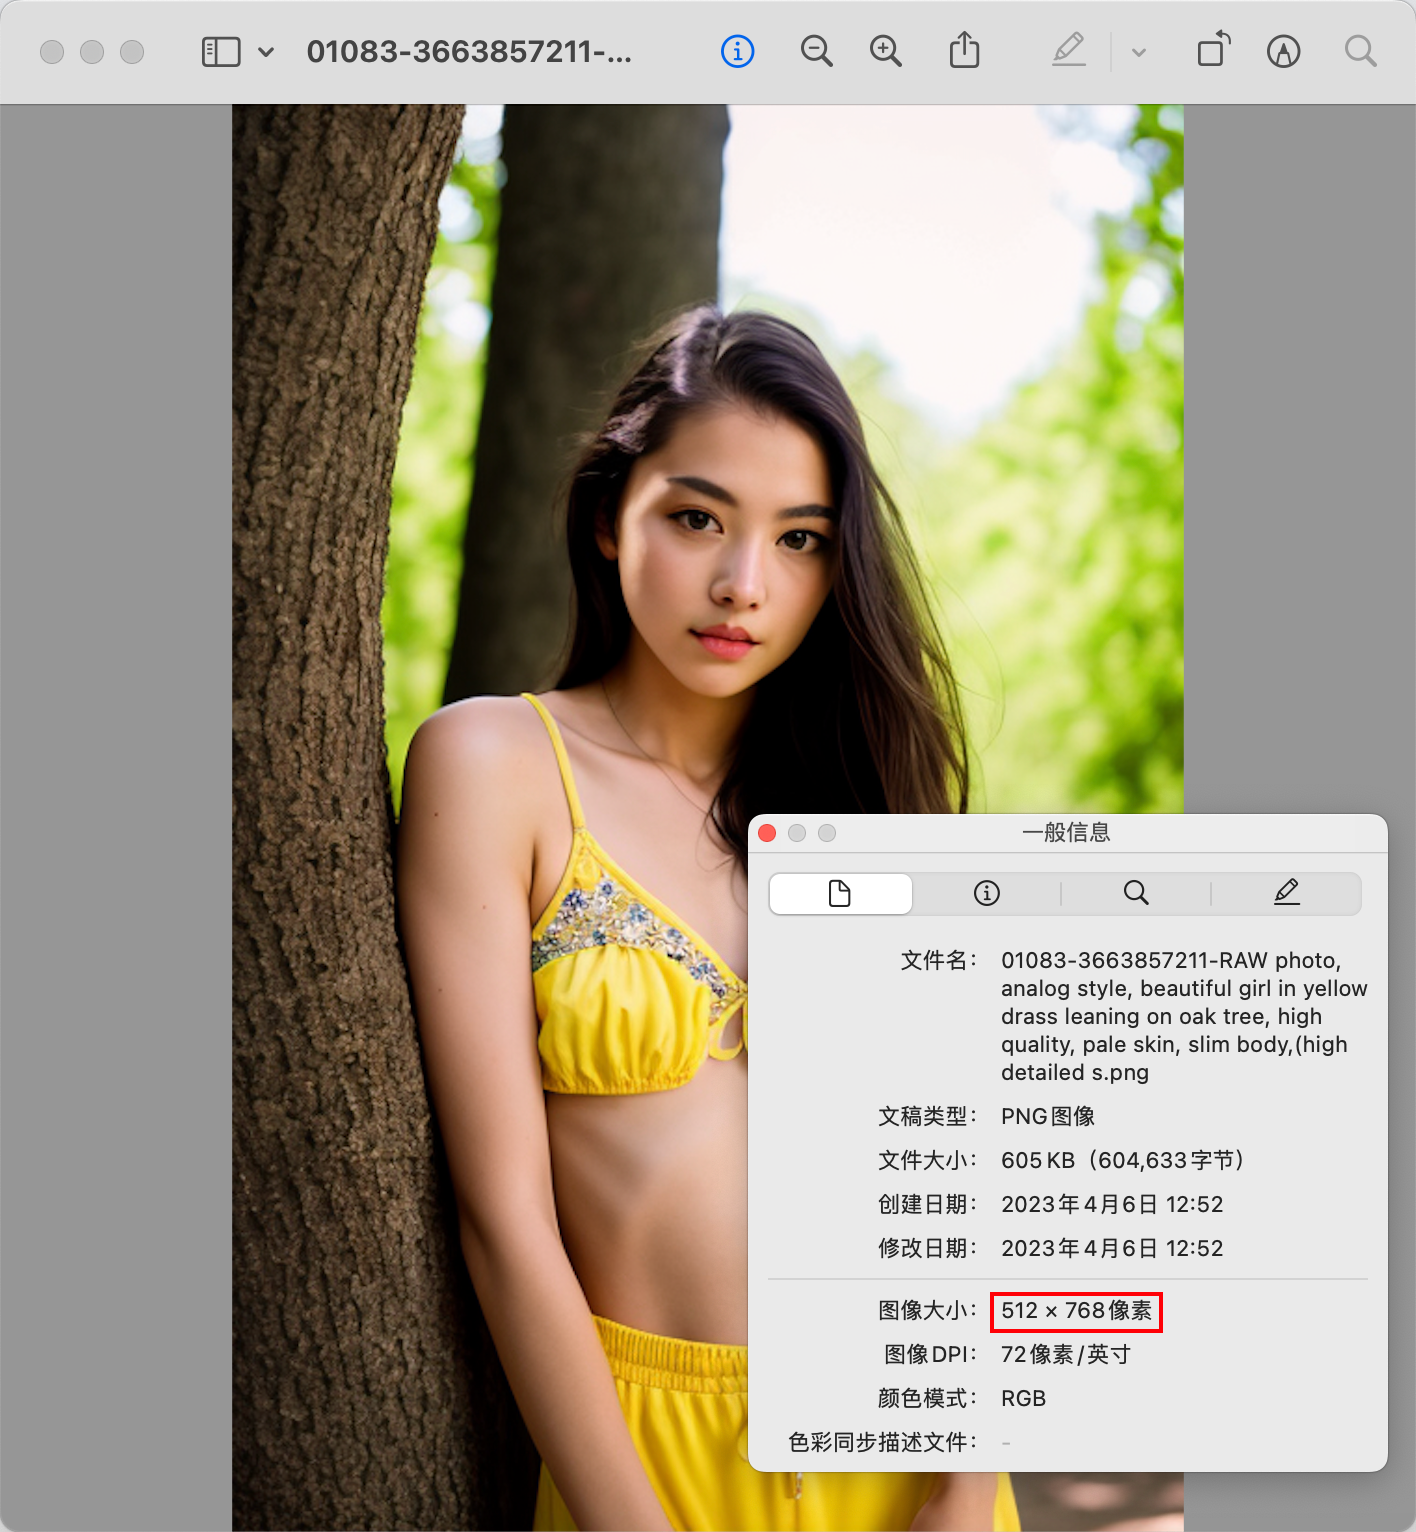 01083-3663857211-...
一般信息
文件名： 01083-3663857211-RAW photo,
analog style, beautiful girl in yellow
drass leaning on oak tree, high
quality, pale skin, slim body,(high
detailed s.png
文稿类型： PNG图像
文件大小： 605 KB（604,633字节）
创建日期： 2023年4月6日 12:52
修改日期： 2023年4月6日 12:52
图像大小： 512 × 768像素
图像DPI： 72像素/英寸
颜色模式： RGB
色彩同步描述文件： -